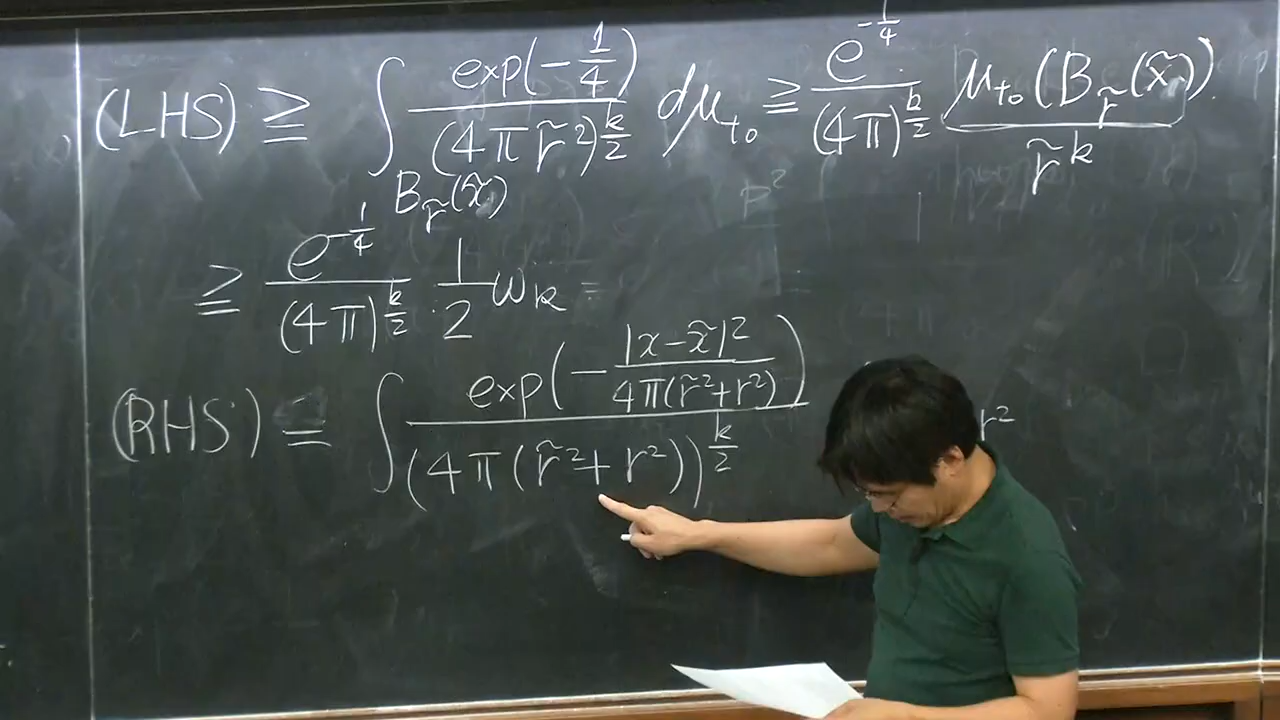 (LHS) ≧ ∫_{B_{r̃}(x̃)} exp(-1/4) / (4π r̃²)^{k/2} dμ_{t₀} ≧ e^{-1/4} / (4π)^{k/2} μ_{t₀}(B_{r̃}(x̃)) / r̃^k
≧ e^{-1/4} / (4π)^{k/2} · 1/2 ω_k
(RHS) = ∫ exp(-|x-x̃|² / 4π(r̃²+r²)) / (4π(r̃²+r²))^{k/2}
r²